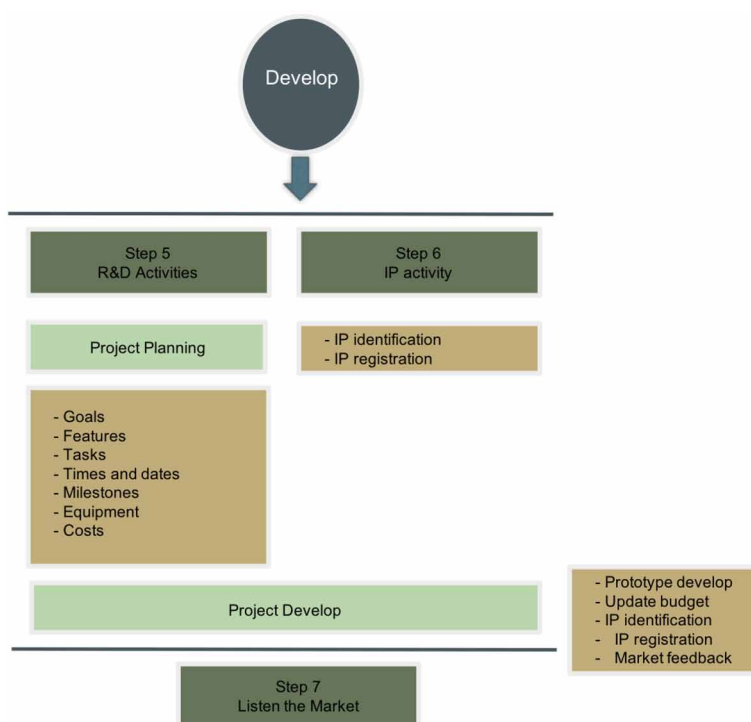 Develop
Step 5
R&D Activities
Step 6
IP activity
Project Planning
- IP identification
- IP registration
- Goals
- Features
- Tasks
- Times and dates
- Milestones
- Equipment
- Costs
Project Develop
- Prototype develop
- Update budget
- IP identification
- IP registration
- Market feedback
Step 7
Listen the Market